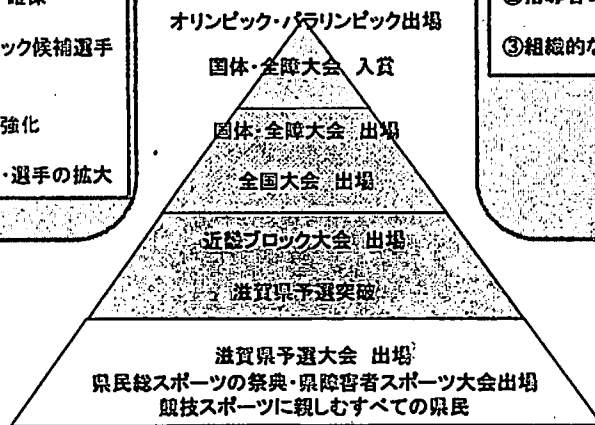 確保
ック候補選手
強化
・選手の拡大
③組織的な
オリンピック・パラリンピック出場
国体・全障大会 入賞
国体・全障大会 出場
全国大会 出場
近畿ブロック大会 出場
滋賀県予選突破
滋賀県予選大会 出場
県民総スポーツの祭典・県障害者スポーツ大会出場
競技スポーツに親しむすべての県民